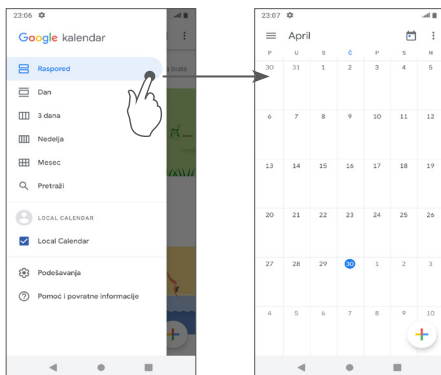 23:06
Google kalendar
Raspored
Dan
3 dana
Nedelja
Mesec
Pretraži
LOCAL CALENDAR
Local Calendar
Podešavanja
Pomoć i povratne informacije
23:07
April
P U S Č P S N
30 31 1 2 3 4 5
6 7 8 9 10 11 12
13 14 15 16 17 18 19
20 21 22 23 24 25 26
27 28 29 30 1 2 3
4 5 6 7 8 9 10